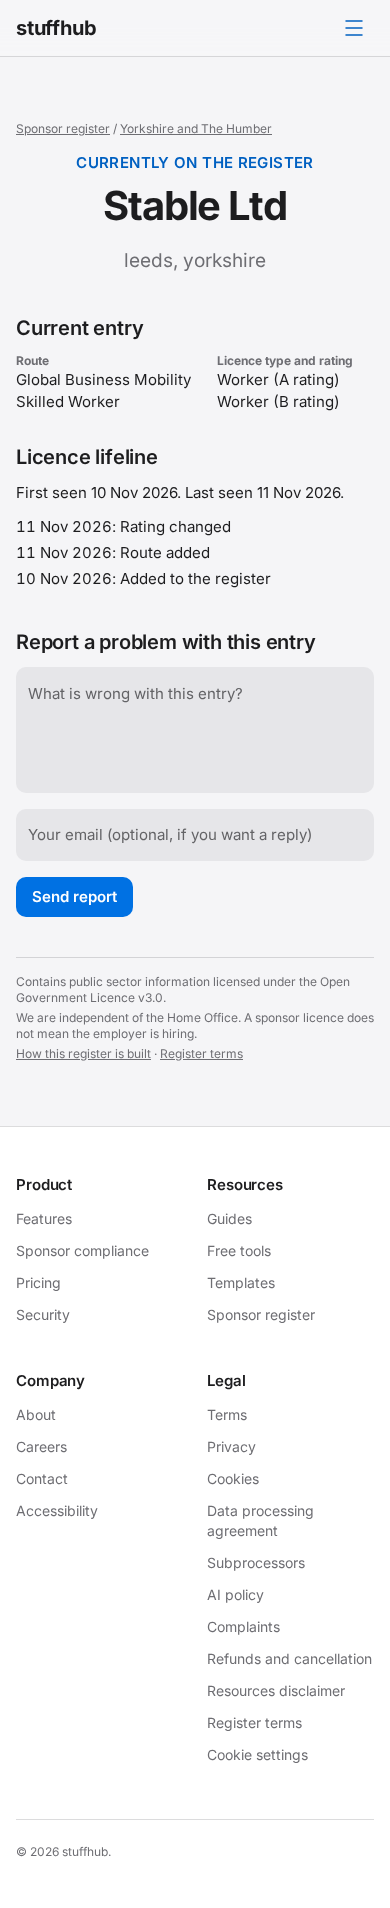 stuffhub
Sponsor register / Yorkshire and The Humber
CURRENTLY ON THE REGISTER
Stable Ltd
leeds, yorkshire
Current entry
Route
Global Business Mobility
Skilled Worker
Licence type and rating
Worker (A rating)
Worker (B rating)
Licence lifeline
First seen 10 Nov 2026. Last seen 11 Nov 2026.
11 Nov 2026: Rating changed
11 Nov 2026: Route added
10 Nov 2026: Added to the register
Report a problem with this entry
What is wrong with this entry?
Your email (optional, if you want a reply)
Send report
Contains public sector information licensed under the Open
Government Licence v3.0.
We are independent of the Home Office. A sponsor licence does
not mean the employer is hiring.
How this register is built · Register terms
Product
Features
Sponsor compliance
Pricing
Security
Resources
Guides
Free tools
Templates
Sponsor register
Company
About
Careers
Contact
Accessibility
Legal
Terms
Privacy
Cookies
Data processing
agreement
Subprocessors
AI policy
Complaints
Refunds and cancellation
Resources disclaimer
Register terms
Cookie settings
© 2026 stuffhub.